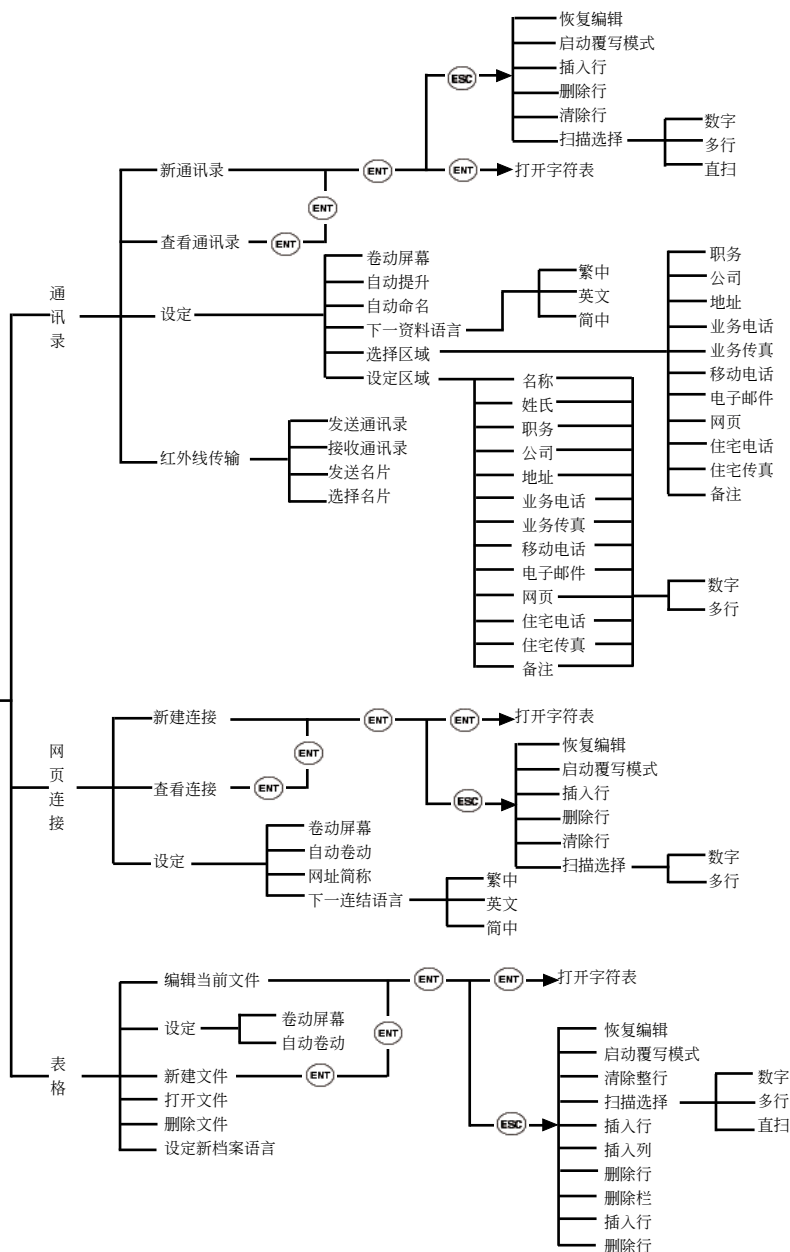 恢复编辑
启动覆写模式
ESC
插入行
删除行
清除行
扫描选择
数字
多行
直扫
新通讯录
ENT
ENT
打开字符表
ENT
查看通讯录
ENT
通讯录
设定
卷动屏幕
自动提升
自动命名
下一资料语言
繁中
英文
简中
选择区域
职务
公司
地址
业务电话
业务传真
移动电话
电子邮件
网页
住宅电话
住宅传真
备注
设定区域
名称
姓氏
职务
公司
地址
业务电话
业务传真
移动电话
电子邮件
网页
住宅电话
住宅传真
备注
数字
多行
红外线传输
发送通讯录
接收通讯录
发送名片
选择名片
网页连接
新建连接
ENT
ENT
打开字符表
ENT
查看连接
ENT
ESC
恢复编辑
启动覆写模式
插入行
删除行
清除行
扫描选择
数字
多行
设定
卷动屏幕
自动卷动
网址简称
下一连结语言
繁中
英文
简中
表格
编辑当前文件
ENT
ENT
打开字符表
设定
卷动屏幕
自动卷动
ENT
新建文件
ENT
打开文件
删除文件
设定新档案语言
ESC
恢复编辑
启动覆写模式
清除整行
扫描选择
数字
多行
直扫
插入行
插入列
删除行
删除栏
插入行
删除行